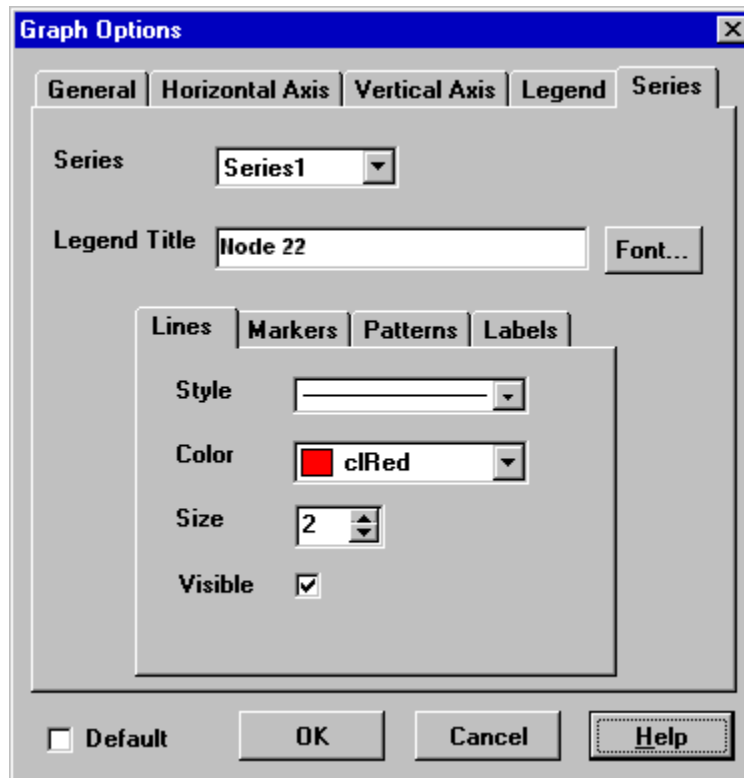 Graph Options
General Horizontal Axis Vertical Axis Legend Series
Series Series1
Legend Title Node 22 Font...
Lines Markers Patterns Labels
Style
Color clRed
Size 2
Visible
Default OK Cancel Help